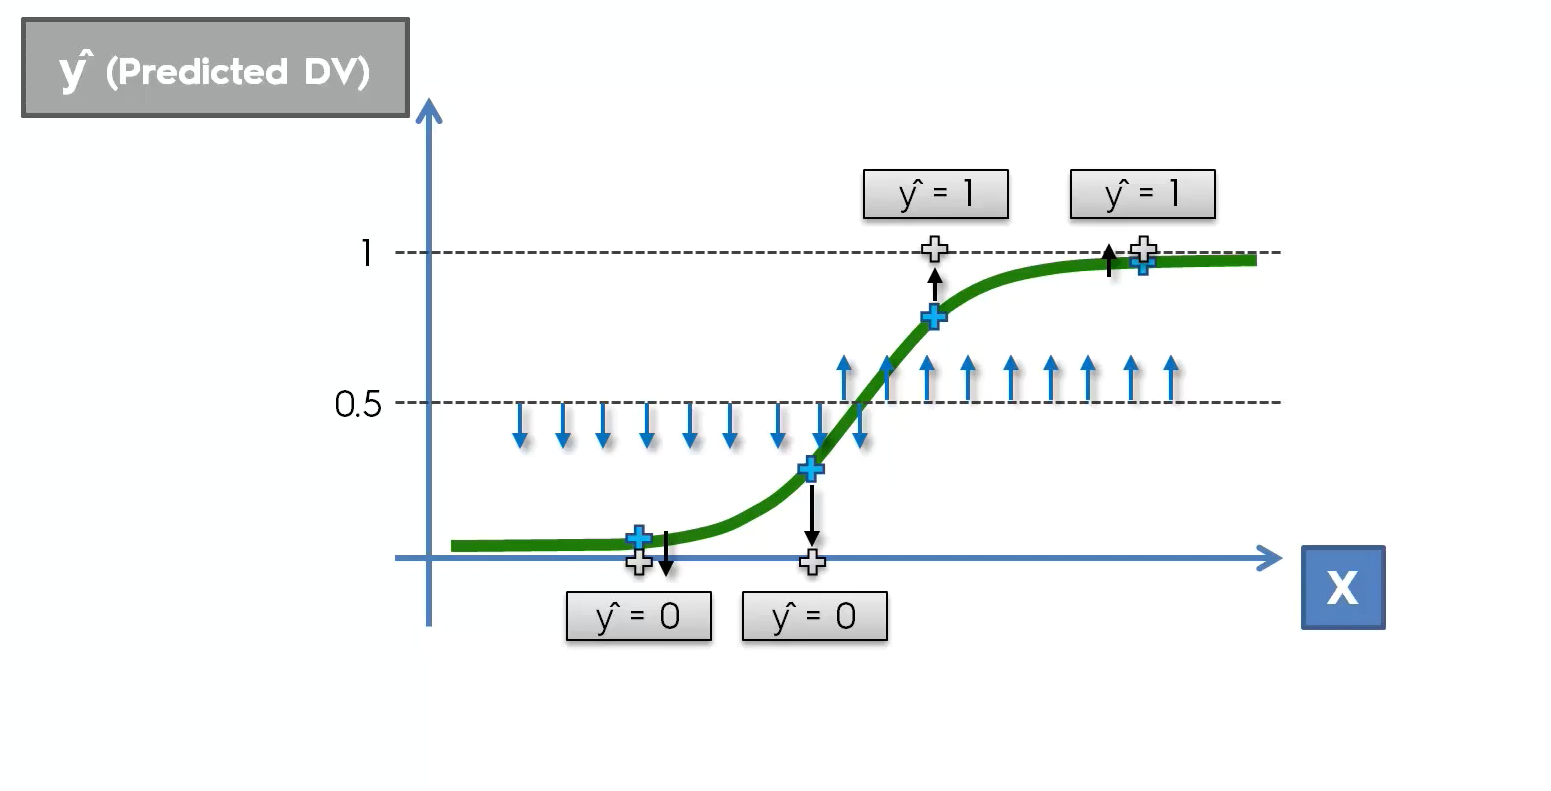 ŷ (Predicted DV)
ŷ = 1
ŷ = 1
1
0.5
X
ŷ = 0
ŷ = 0